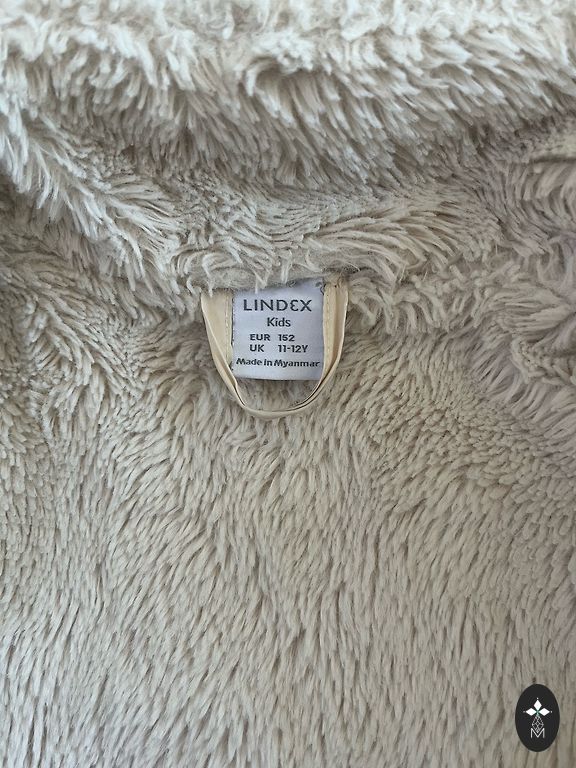 LINDEX
Kids
EUR 152
UK 11-12Y
Made in Myanmar
M